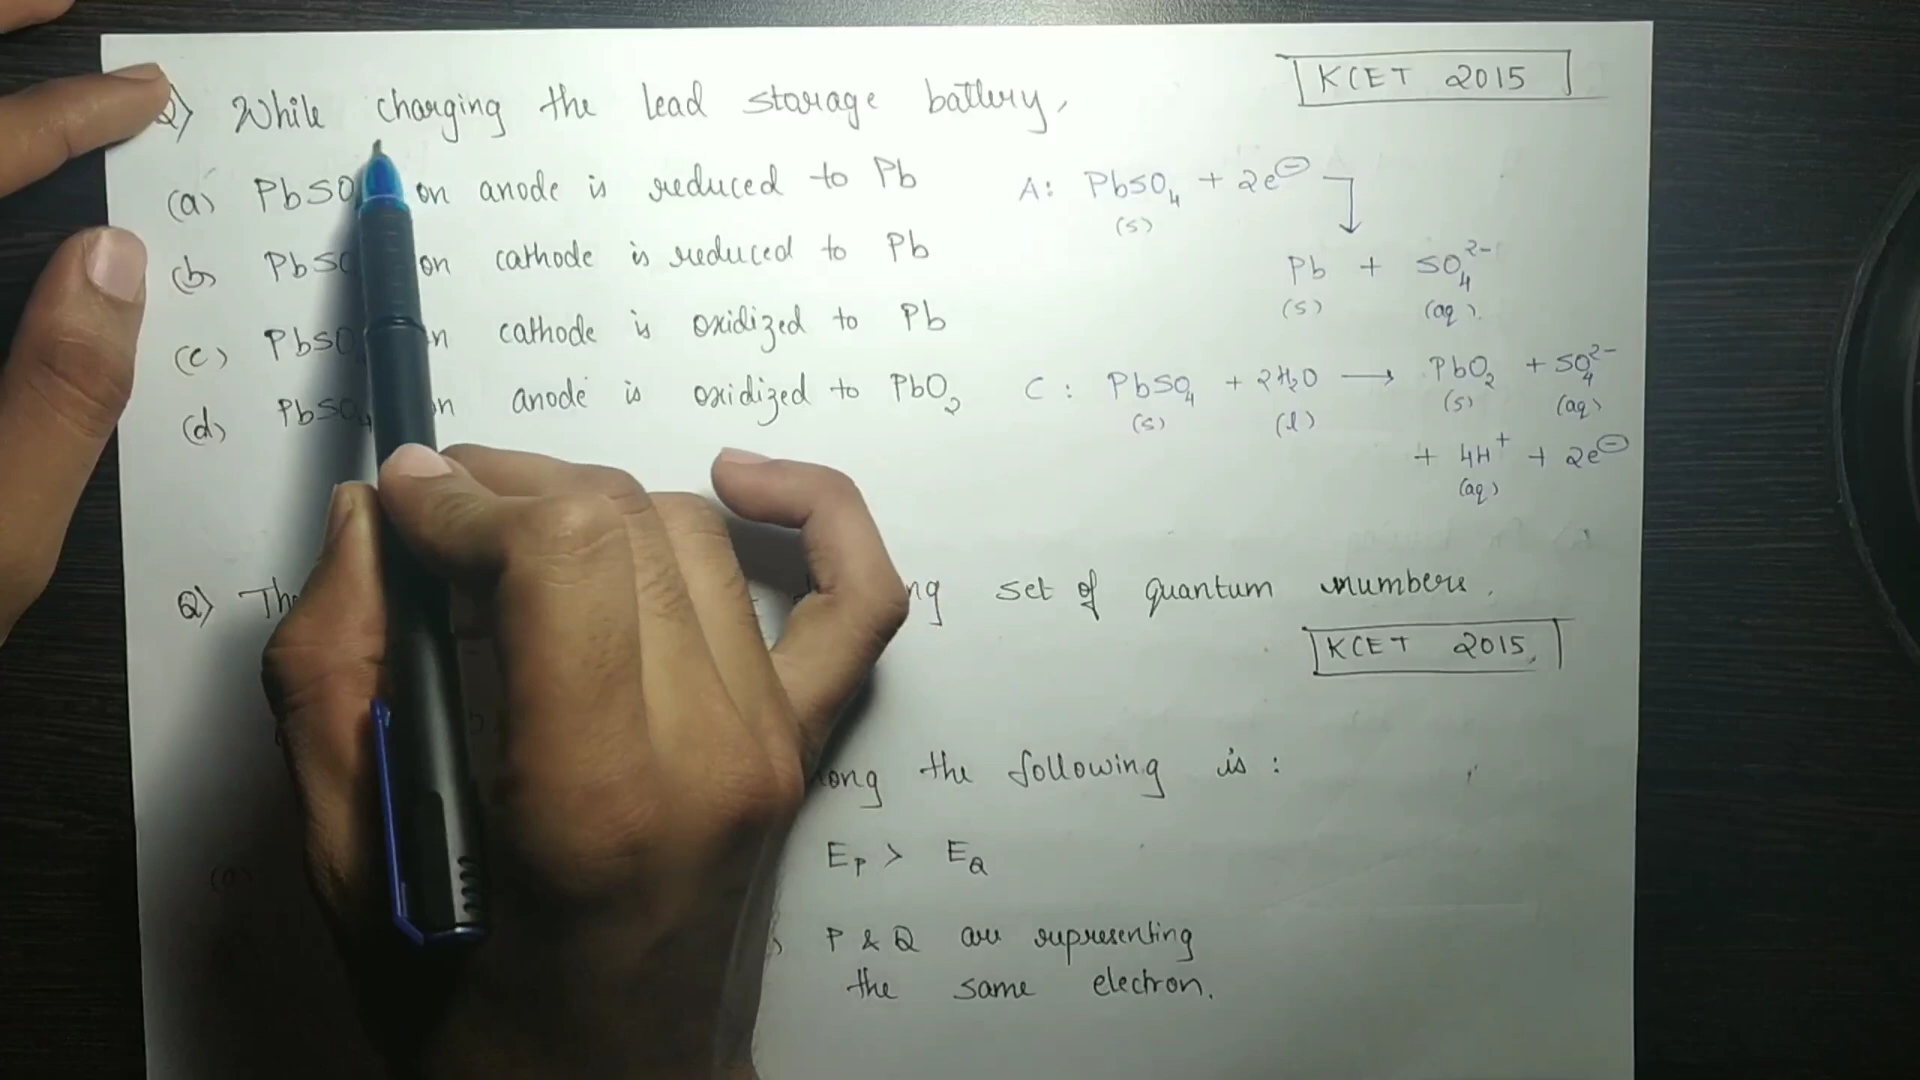 Q) While charging the lead storage battery,
KCET 2015
(a) PbSO on anode is reduced to Pb
(b) PbS on cathode is reduced to Pb
(c) PbSO n cathode is oxidized to Pb
(d) PbSO4 on anode is oxidized to PbO2
A: PbSO4 (s) + 2e⊖
Pb (s) + SO4^2- (aq).
C: PbSO4 (s) + 2H2O (l) → PbO2 (s) + SO4^2- (aq)
+ 4H+ (aq) + 2e⊖
Q) Th ng set of quantum numbers.
KCET 2015.
ong the following is :
EP > EQ
P & Q are representing
the same electron.